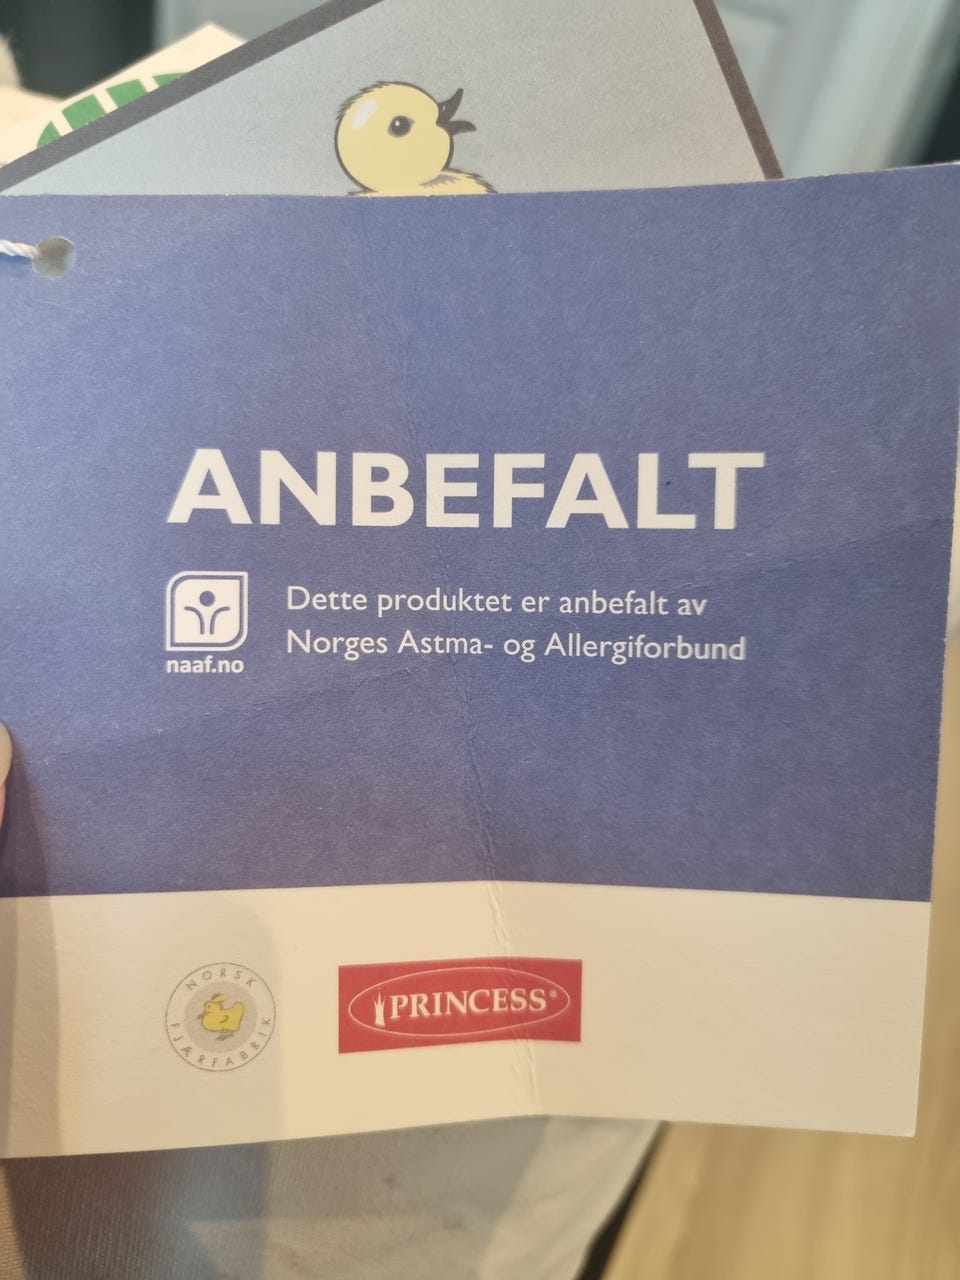 ANBEFALT
Dette produktet er anbefalt av
Norges Astma- og Allergiforbund
naaf.no
NORSK FJÆRFABRIK
PRINCESS®